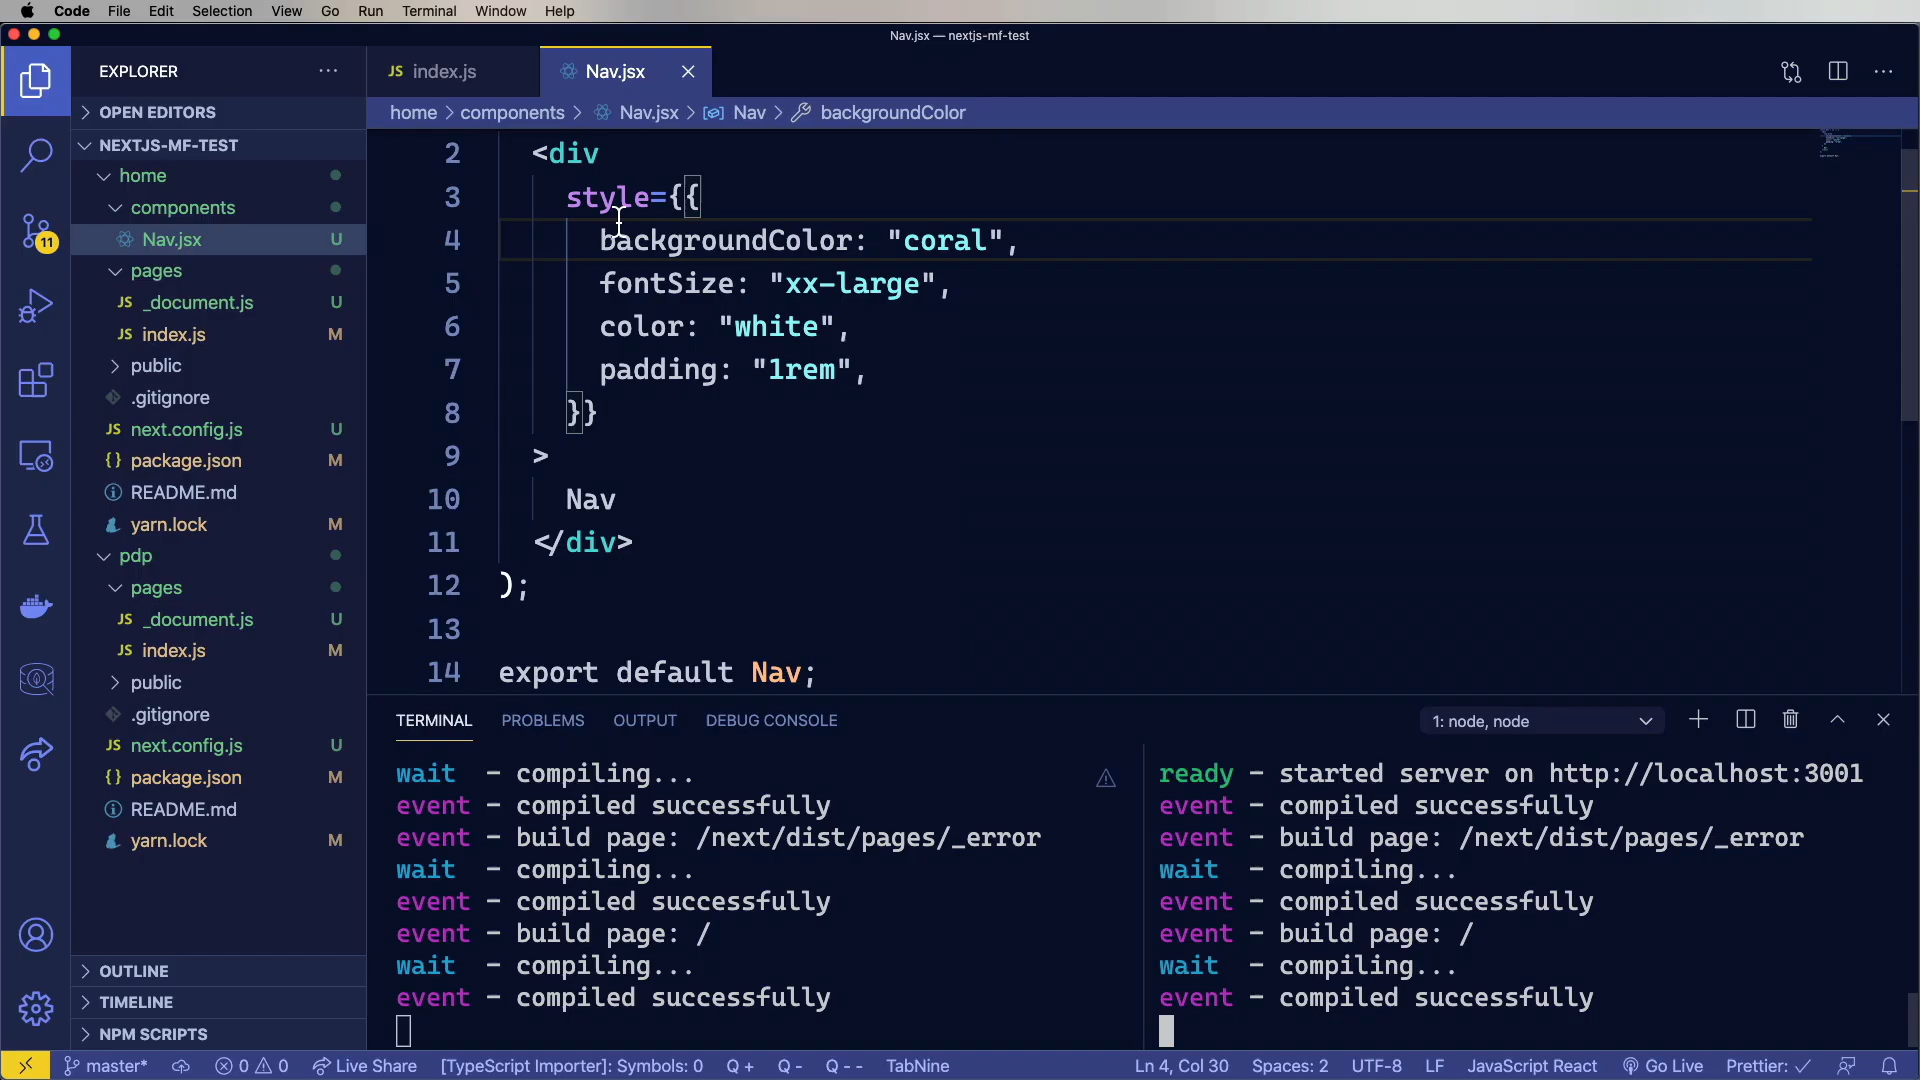 Code File Edit Selection View Go Run Terminal Window Help
Nav.jsx — nextjs-mf-test
EXPLORER
OPEN EDITORS
NEXTJS-MF-TEST
home
components
Nav.jsx U
pages
JS _document.js U
JS index.js M
public
.gitignore
JS next.config.js U
{} package.json M
README.md
yarn.lock M
pdp
pages
JS _document.js U
JS index.js M
public
.gitignore
JS next.config.js U
{} package.json M
README.md
yarn.lock M
OUTLINE
TIMELINE
NPM SCRIPTS
11
JS index.js
Nav.jsx
home > components > Nav.jsx > Nav > backgroundColor
2 <div
3 style={{
4 backgroundColor: "coral",
5 fontSize: "xx-large",
6 color: "white",
7 padding: "1rem",
8 }}
9 >
10 Nav
11 </div>
12 );
13
14 export default Nav;
TERMINAL PROBLEMS OUTPUT DEBUG CONSOLE
1: node, node
wait - compiling...
event - compiled successfully
event - build page: /next/dist/pages/_error
wait - compiling...
event - compiled successfully
event - build page: /
wait - compiling...
event - compiled successfully
ready - started server on http://localhost:3001
event - compiled successfully
event - build page: /next/dist/pages/_error
wait - compiling...
event - compiled successfully
event - build page: /
wait - compiling...
event - compiled successfully
master* 0 0 Live Share [TypeScript Importer]: Symbols: 0 Q + Q - Q - - TabNine Ln 4, Col 30 Spaces: 2 UTF-8 LF JavaScript React Go Live Prettier: ✓